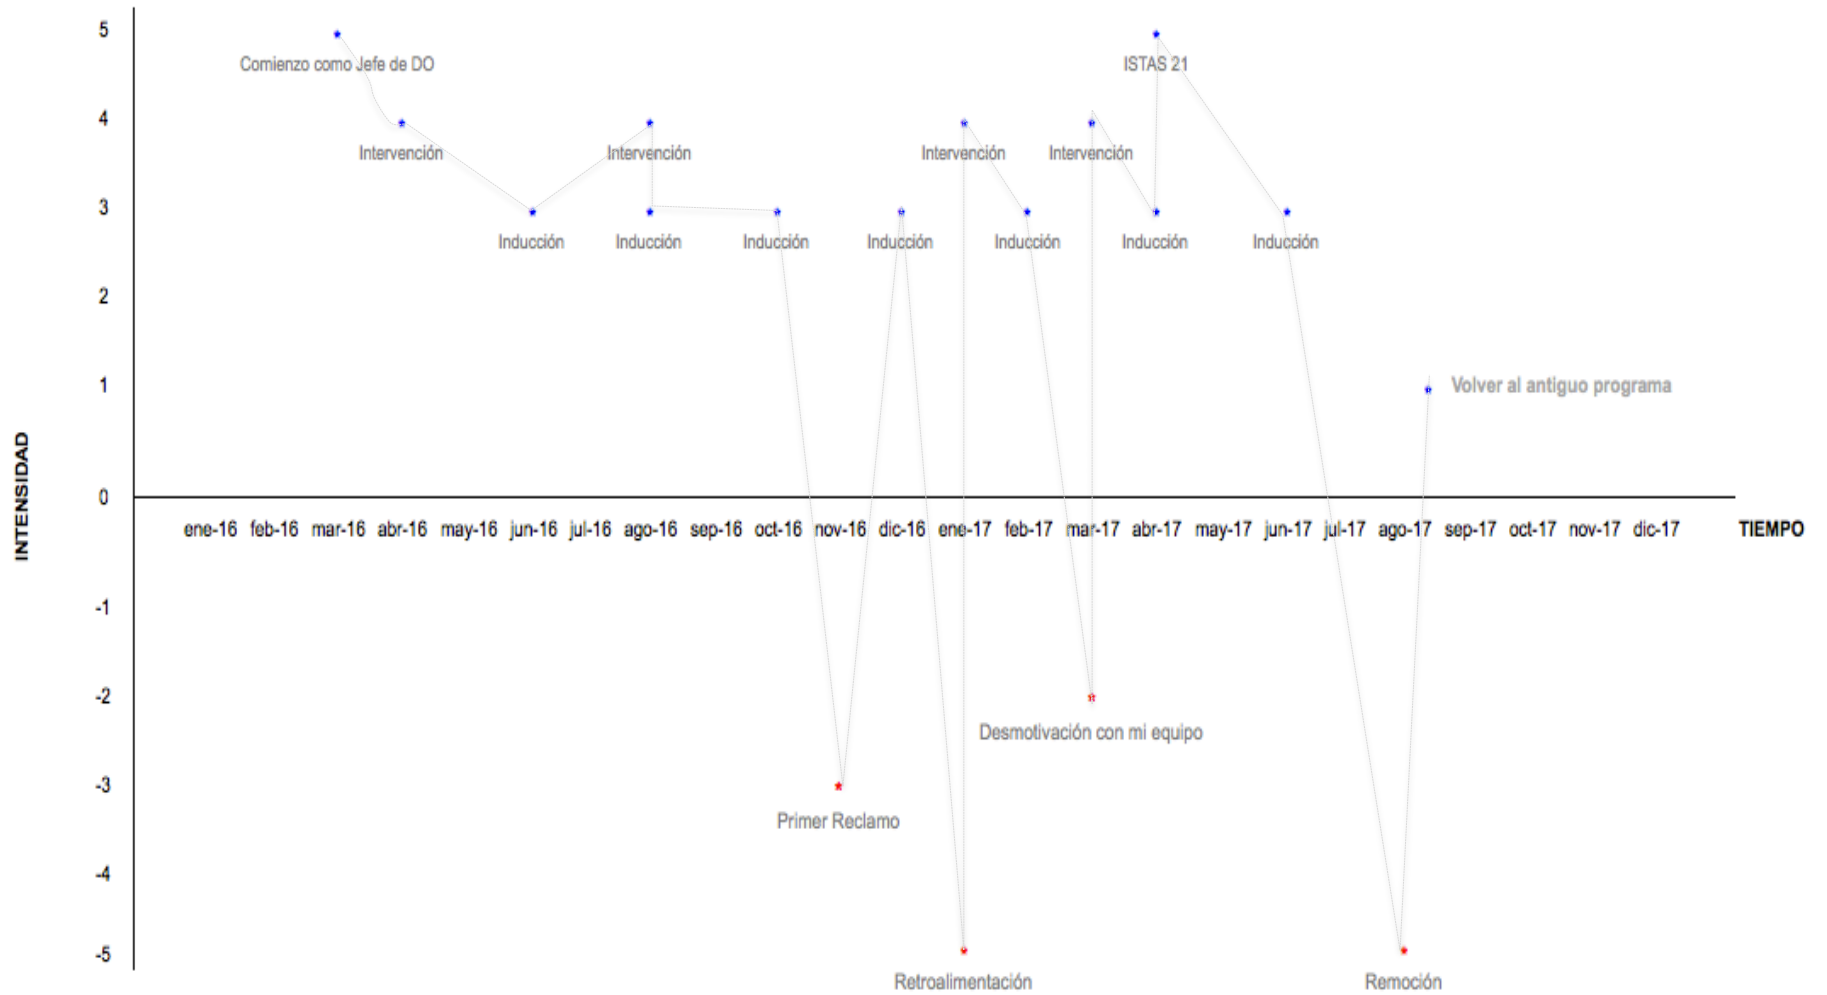 5
Comienzo como Jefe de DO
ISTAS 21
4
Intervención
Intervención
Intervención
Intervención
3
Inducción
Inducción
Inducción
Inducción
Inducción
Inducción
Inducción
2
1
Volver al antiguo programa
INTENSIDAD
0
ene-16 feb-16 mar-16 abr-16 may-16 jun-16 jul-16 ago-16 sep-16 oct-16 nov-16 dic-16 ene-17 feb-17 mar-17 abr-17 may-17 jun-17 jul-17 ago-17 sep-17 oct-17 nov-17 dic-17 TIEMPO
-1
-2
Desmotivación con mi equipo
-3
Primer Reclamo
-4
-5
Retroalimentación
Remoción